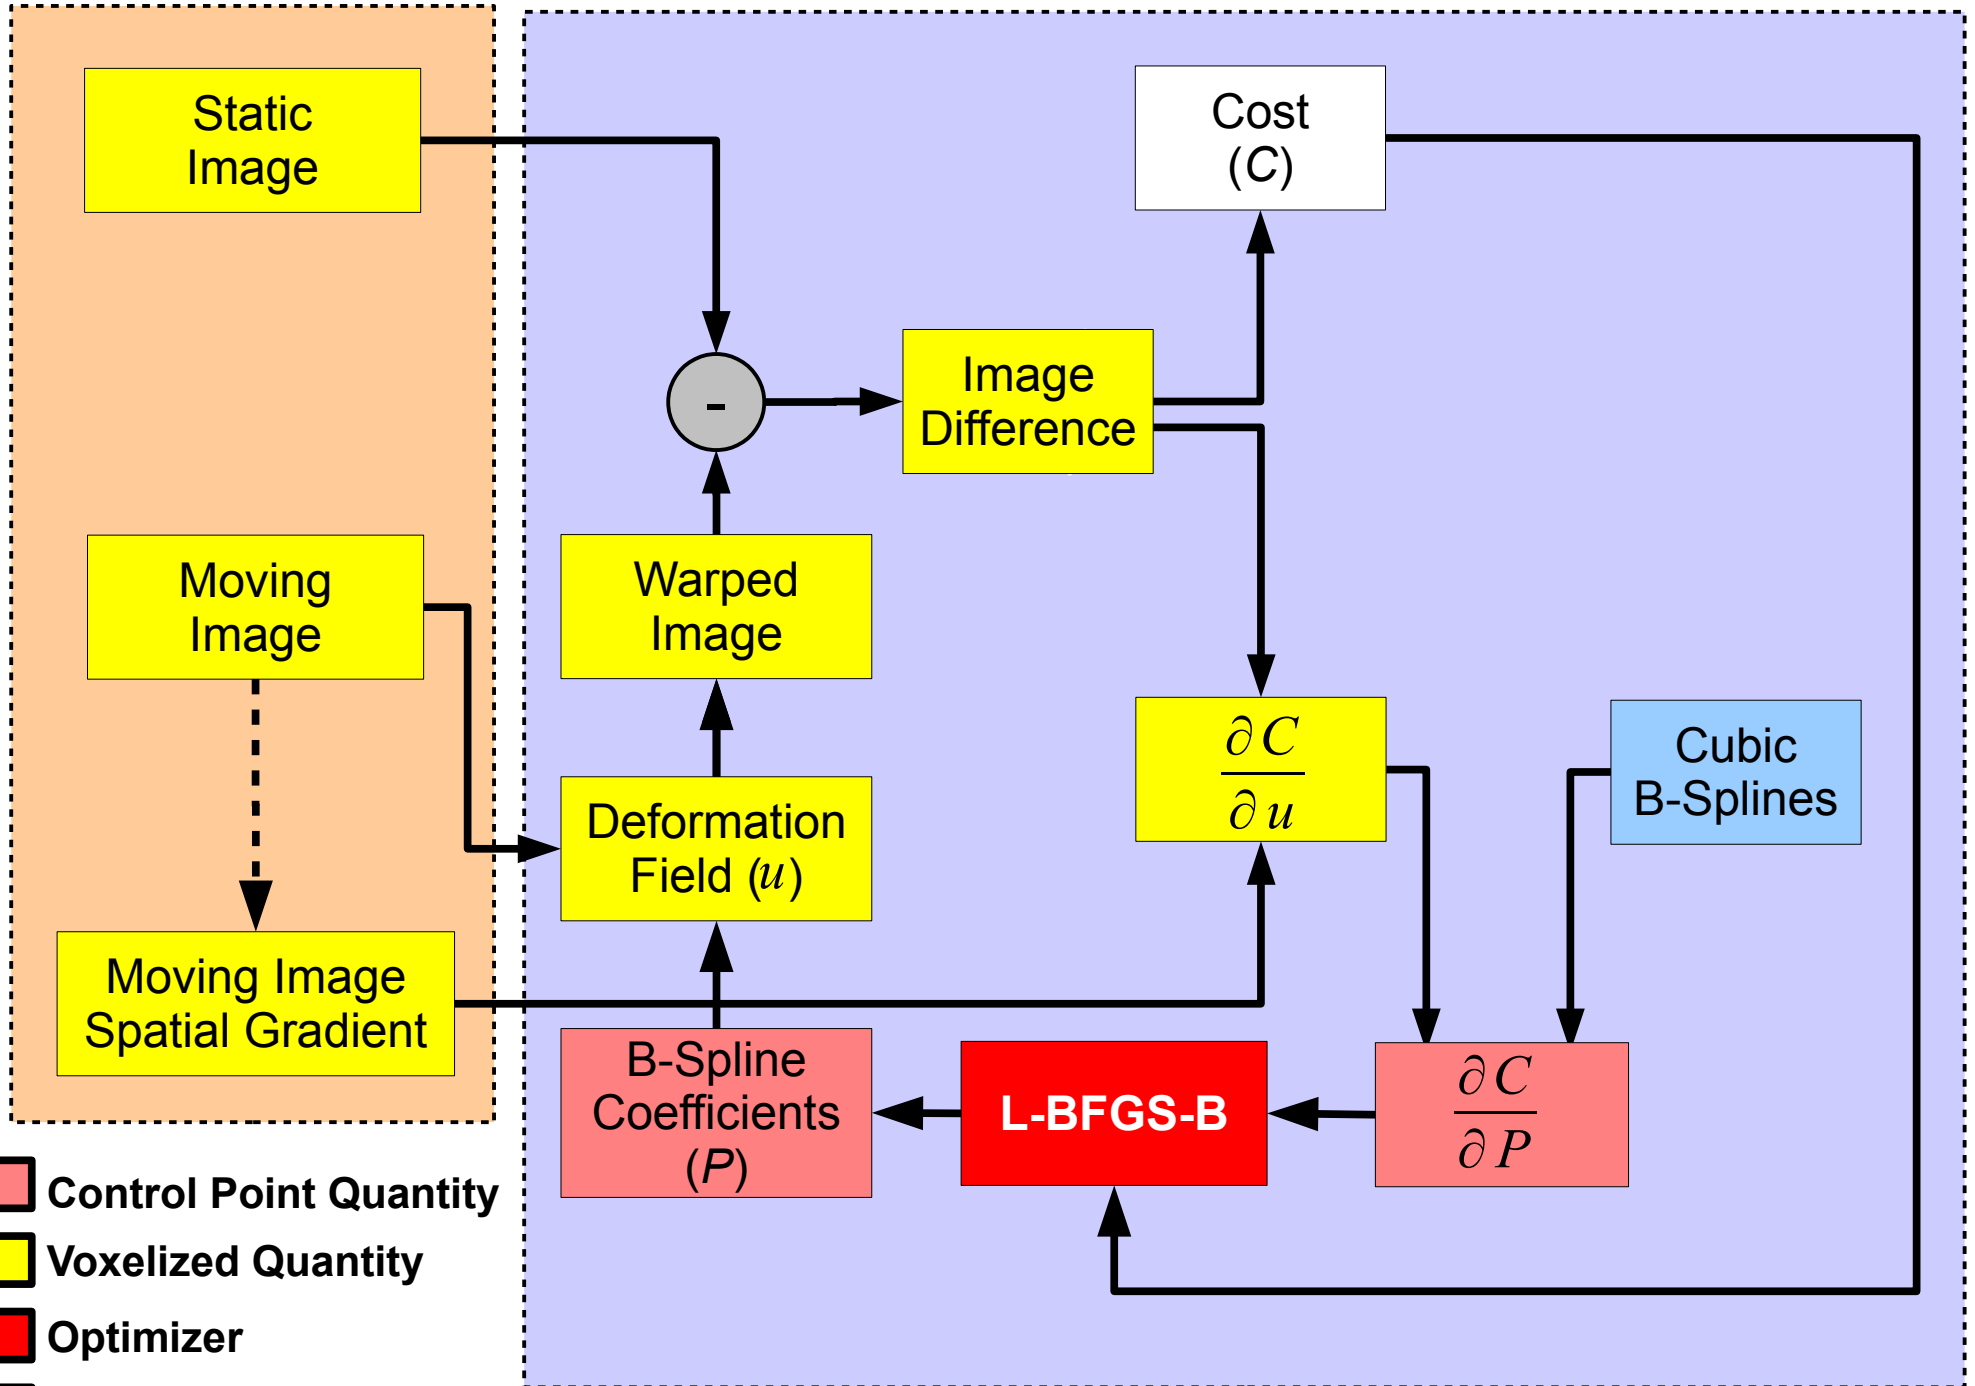 Static
Image
Cost
(C)
-
Image
Difference
Moving
Image
Warped
Image
∂ C
∂ u
Cubic
B-Splines
Deformation
Field (u)
Moving Image
Spatial Gradient
B-Spline
Coefficients
(P)
L-BFGS-B
∂ C
∂ P
Control Point Quantity
Voxelized Quantity
Optimizer